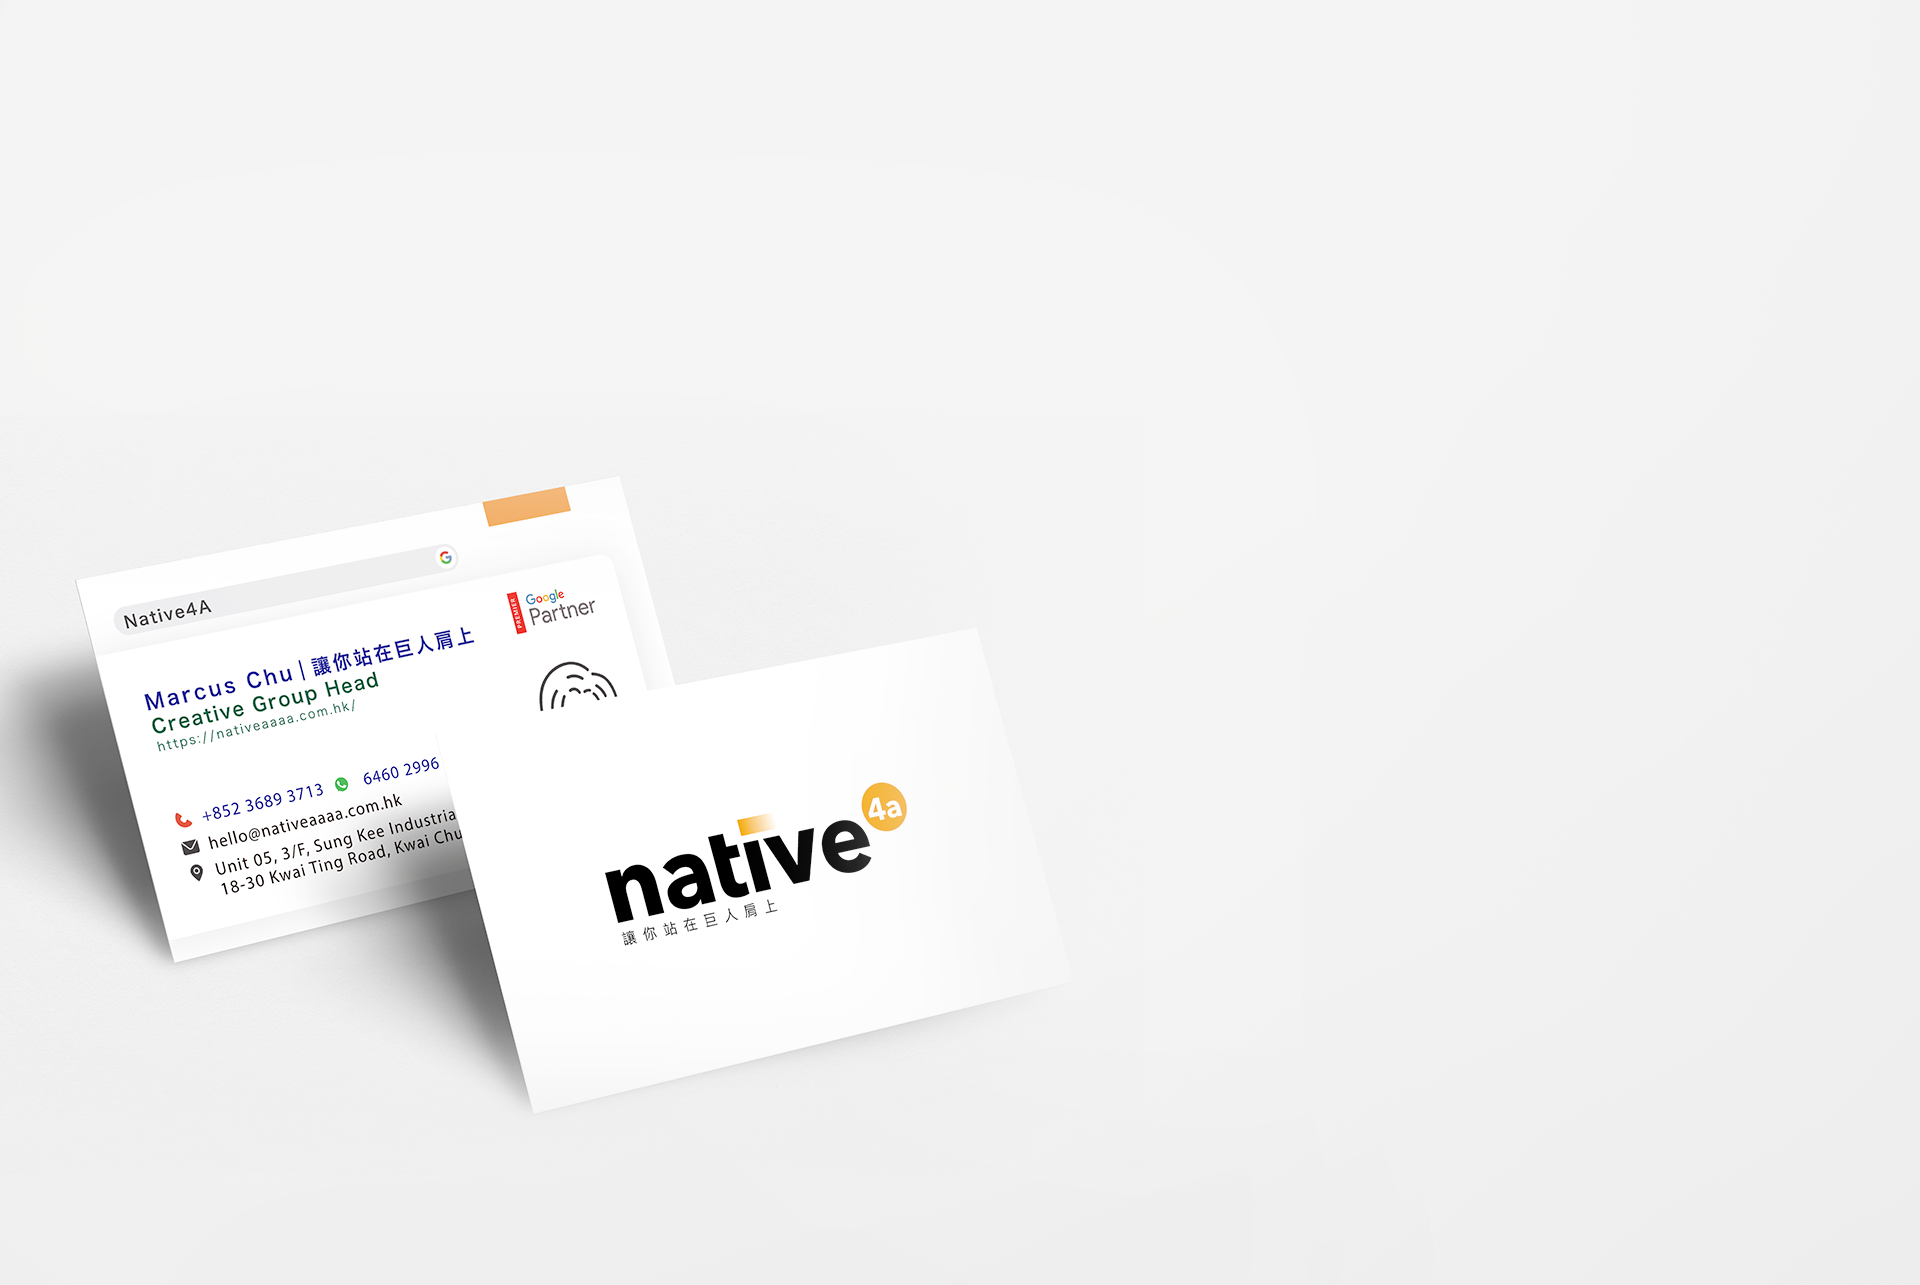 Native4A
PREMIER
Google
Partner
Marcus Chu | 讓你站在巨人肩上
Creative Group Head
https://nativeaaaa.com.hk/
+852 3689 3713 6460 2996
hello@nativeaaaa.com.hk
Unit 05, 3/F, Sung Kee Industria
18-30 Kwai Ting Road, Kwai Chu
native 4a
讓你站在巨人肩上